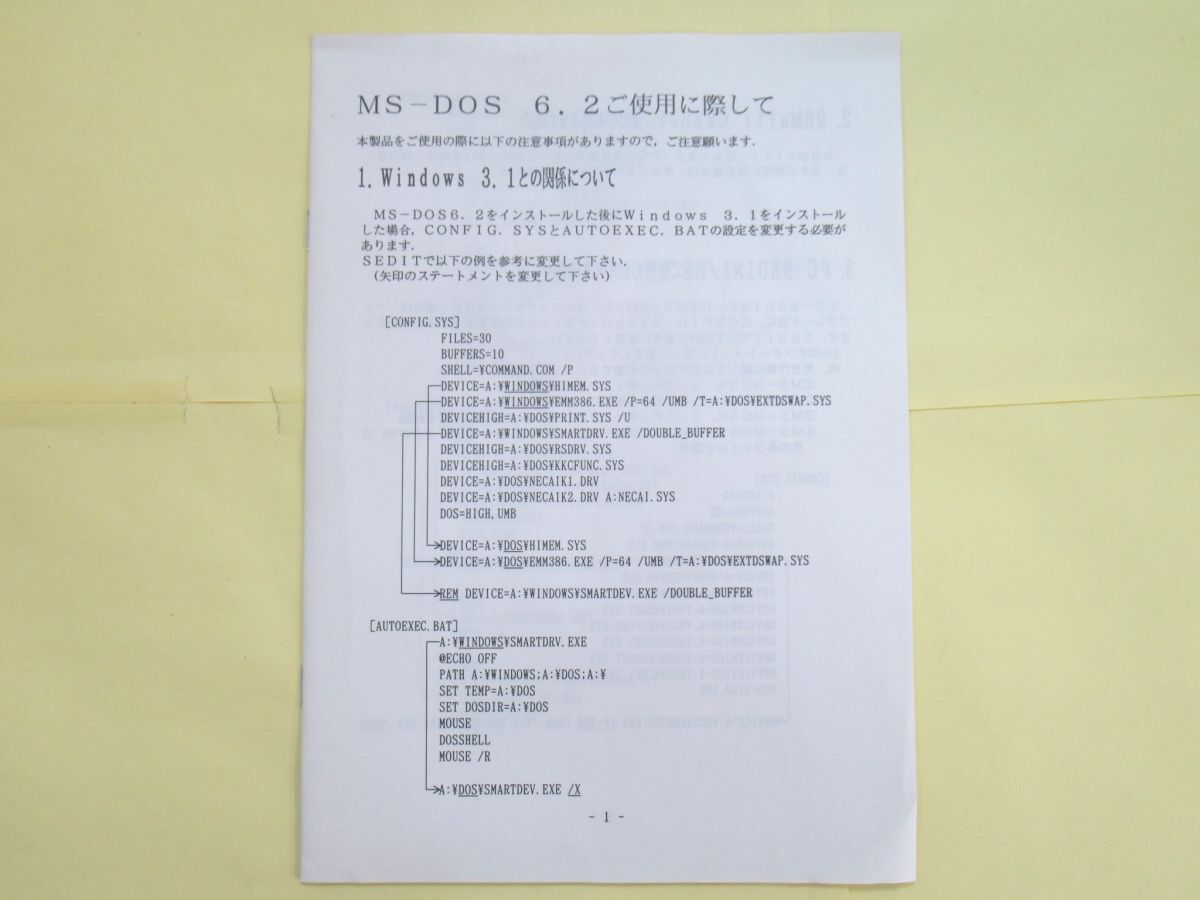 MS-DOS 6.2ご使用に際して
本製品をご使用の際に以下の注意事項がありますので，ご注意願います．
1. Windows 3.1との関係について
MS-DOS6．2をインストールした後にWindows 3．1をインストール
した場合，CONFIG．SYSとAUTOEXEC．BATの設定を変更する必要が
あります．
SEDITで以下の例を参考に変更して下さい．
（矢印のステートメントを変更して下さい）
[CONFIG.SYS]
FILES=30
BUFFERS=10
SHELL=¥COMMAND.COM /P
DEVICE=A:¥WINDOWS¥HIMEM.SYS
DEVICE=A:¥WINDOWS¥EMM386.EXE /P=64 /UMB /T=A:¥DOS¥EXTDSWAP.SYS
DEVICEHIGH=A:¥DOS¥PRINT.SYS /U
DEVICE=A:¥WINDOWS¥SMARTDRV.EXE /DOUBLE_BUFFER
DEVICEHIGH=A:¥DOS¥RSDRV.SYS
DEVICEHIGH=A:¥DOS¥KKCFUNC.SYS
DEVICE=A:¥DOS¥NECAIK1.DRV
DEVICE=A:¥DOS¥NECAIK2.DRV A:NECAI.SYS
DOS=HIGH,UMB
DEVICE=A:¥DOS¥HIMEM.SYS
DEVICE=A:¥DOS¥EMM386.EXE /P=64 /UMB /T=A:¥DOS¥EXTDSWAP.SYS
REM DEVICE=A:¥WINDOWS¥SMARTDEV.EXE /DOUBLE_BUFFER
[AUTOEXEC.BAT]
A:¥WINDOWS¥SMARTDRV.EXE
@ECHO OFF
PATH A:¥WINDOWS;A:¥DOS;A:¥
SET TEMP=A:¥DOS
SET DOSDIR=A:¥DOS
MOUSE
DOSSHELL
MOUSE /R
A:¥DOS¥SMARTDEV.EXE /X
- 1 -